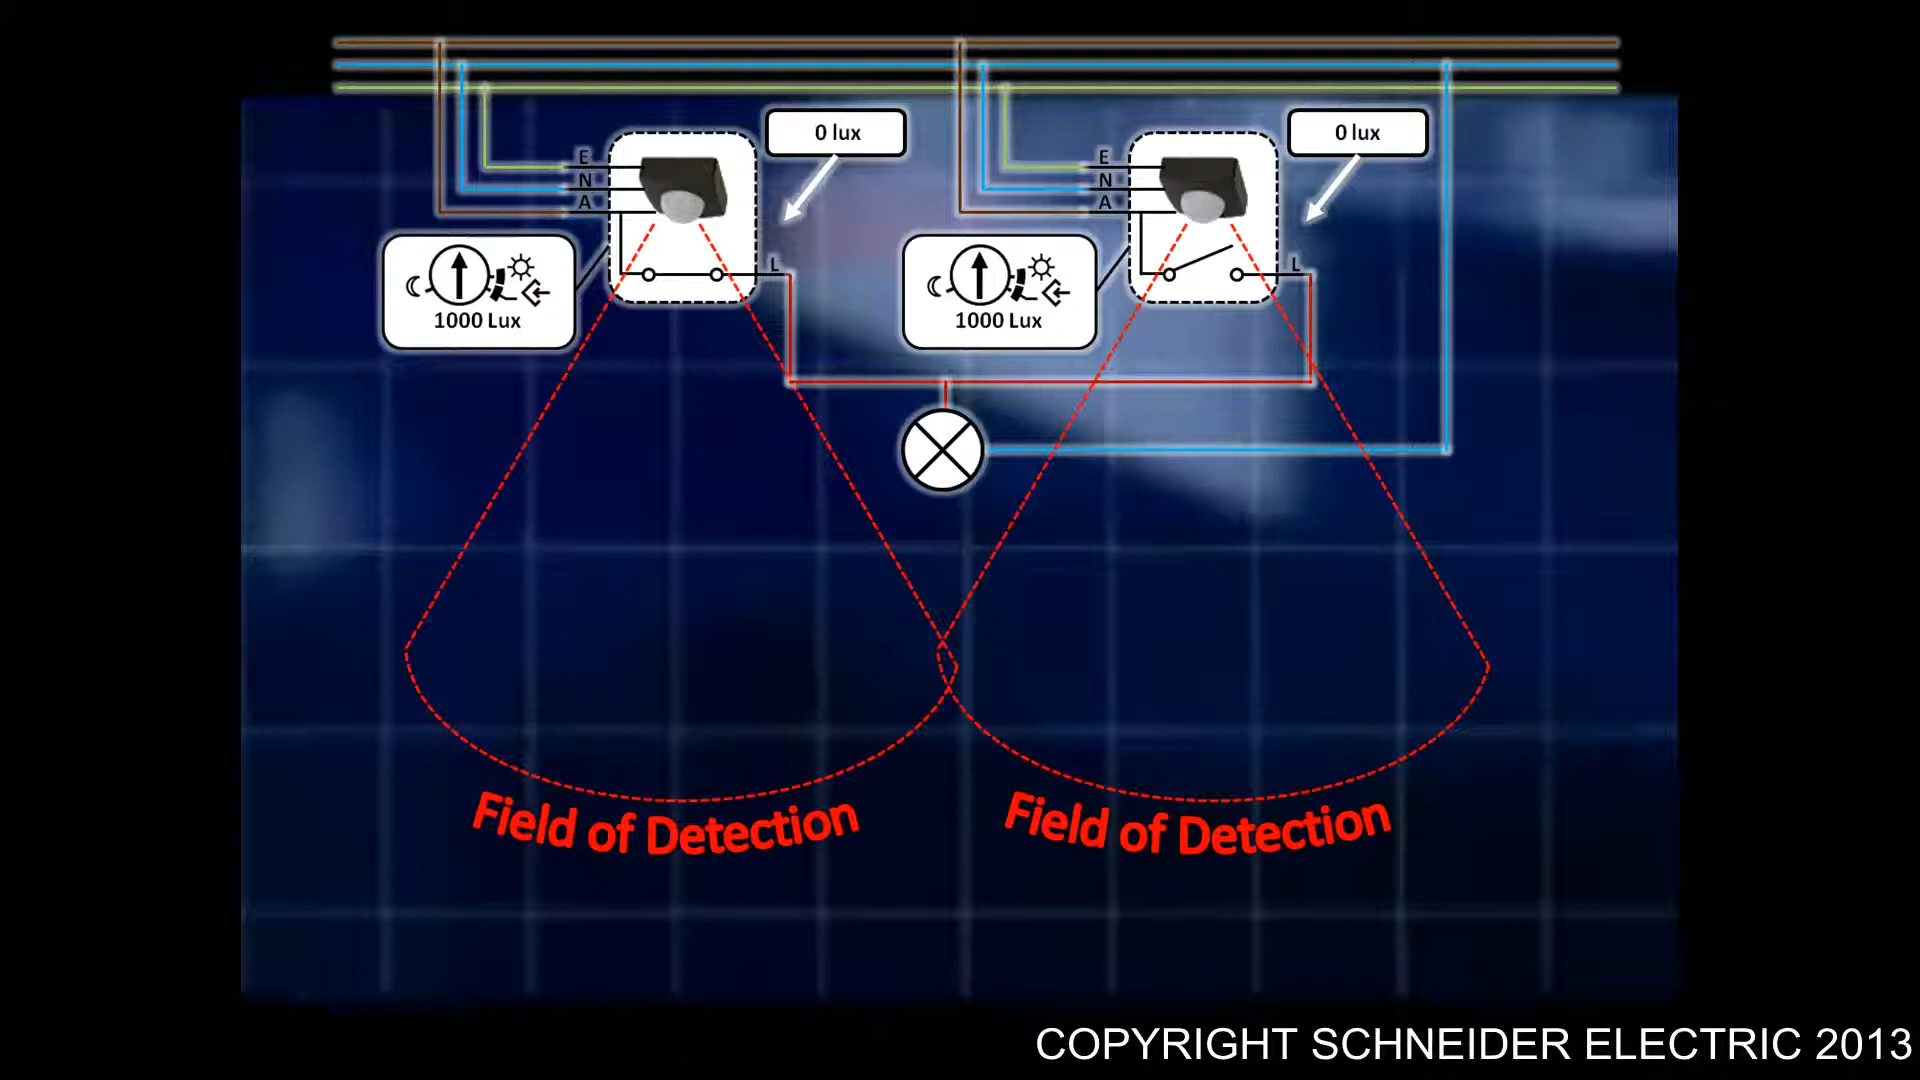 0 lux
0 lux
E
N
A
E
N
A
L
L
1000 Lux
1000 Lux
Field of Detection
Field of Detection
COPYRIGHT SCHNEIDER ELECTRIC 2013